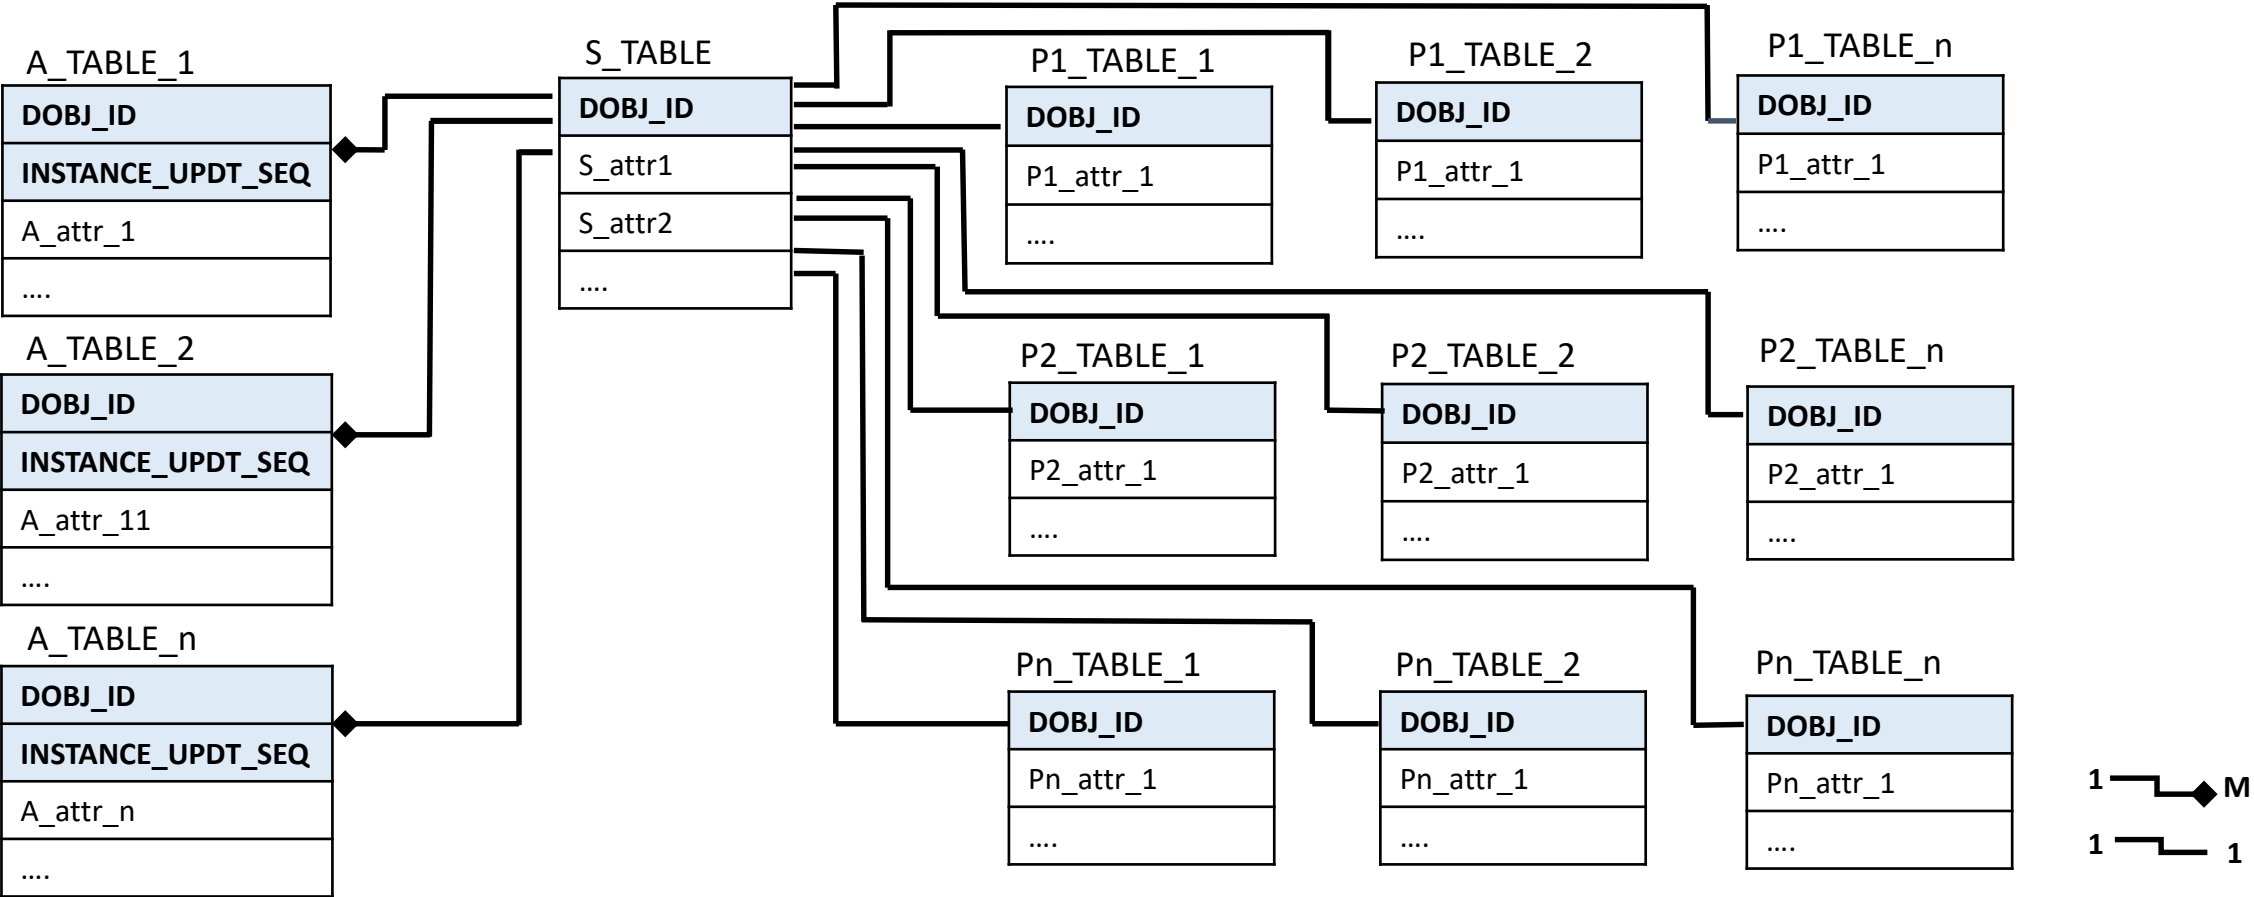 A_TABLE_1
DOBJ_ID
INSTANCE_UPDT_SEQ
A_attr_1
....
A_TABLE_2
DOBJ_ID
INSTANCE_UPDT_SEQ
A_attr_11
....
A_TABLE_n
DOBJ_ID
INSTANCE_UPDT_SEQ
A_attr_n
....
S_TABLE
DOBJ_ID
S_attr1
S_attr2
....
P1_TABLE_1
DOBJ_ID
P1_attr_1
....
P1_TABLE_2
DOBJ_ID
P1_attr_1
....
P1_TABLE_n
DOBJ_ID
P1_attr_1
....
P2_TABLE_1
DOBJ_ID
P2_attr_1
....
P2_TABLE_2
DOBJ_ID
P2_attr_1
....
P2_TABLE_n
DOBJ_ID
P2_attr_1
....
Pn_TABLE_1
DOBJ_ID
Pn_attr_1
....
Pn_TABLE_2
DOBJ_ID
Pn_attr_1
....
Pn_TABLE_n
DOBJ_ID
Pn_attr_1
....
1 M
1 1